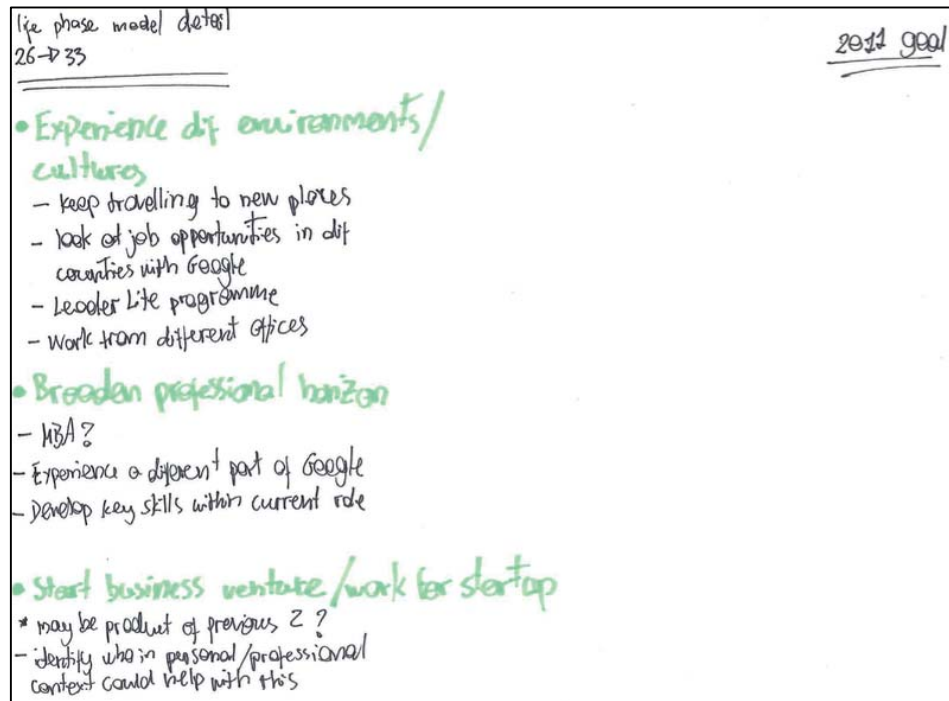 life phase model detail
26→33
2011 goal
• Experience dif environments/
cultures
- keep travelling to new places
- look at job opportunities in dif
countries with Google
- Leader Lite programme
- Work from different offices
• Broaden professional horizon
- MBA?
- Experience a diferent part of Google
- Develop key skills within current role
• Start business venture/work for startup
* may be product of previous 2?
- identify who in personal/professional
context could help with this